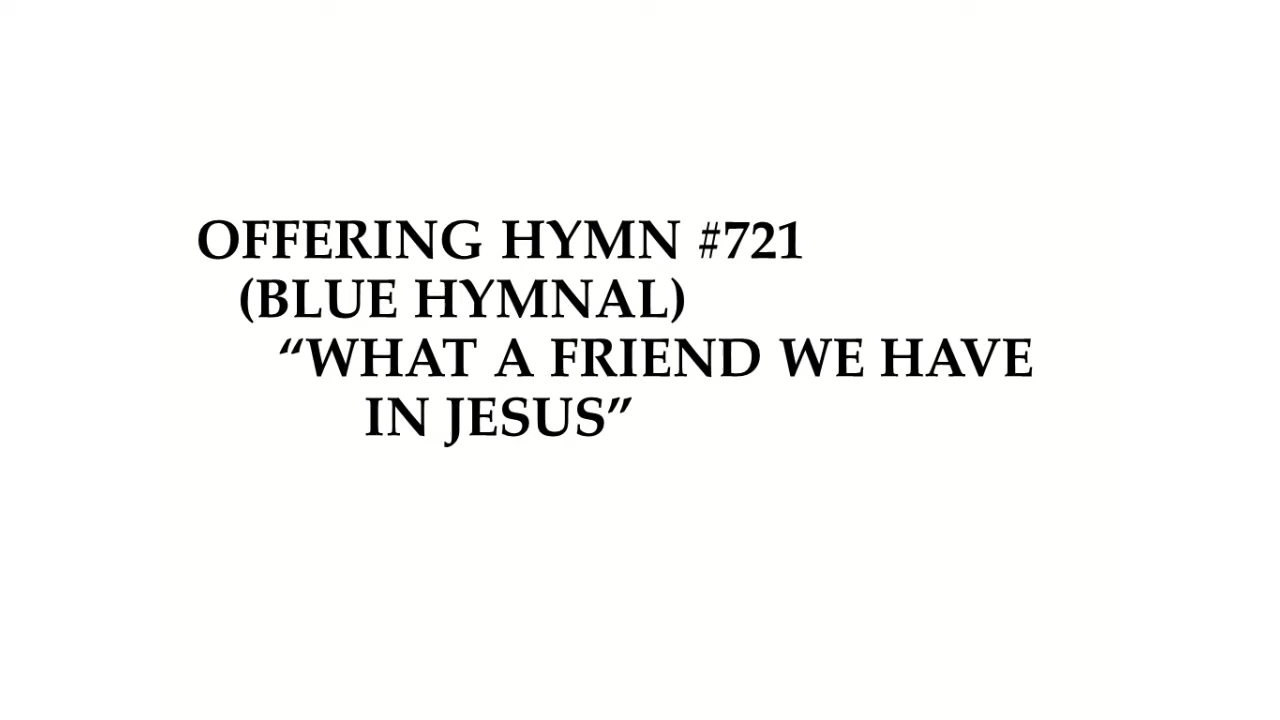 OFFERING HYMN #721
(BLUE HYMNAL)
“WHAT A FRIEND WE HAVE
IN JESUS”